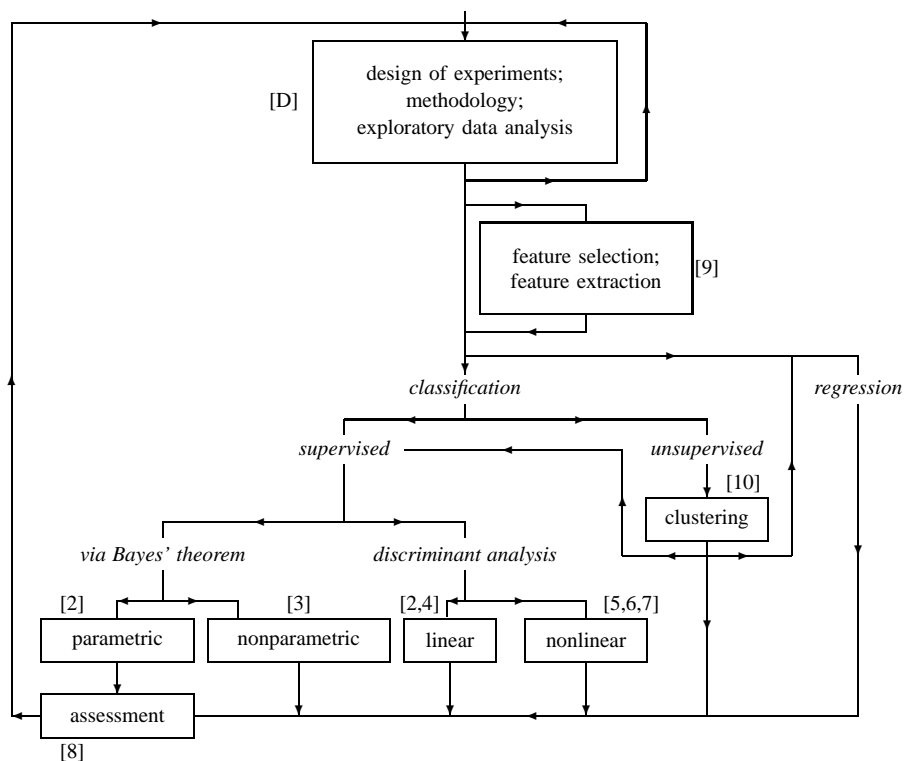 design of experiments;
[D]
methodology;
exploratory data analysis
feature selection;
[9]
feature extraction
classification
regression
supervised
unsupervised
[10]
clustering
via Bayes' theorem
discriminant analysis
[2]
[3]
[2,4]
[5,6,7]
parametric
nonparametric
linear
nonlinear
assessment
[8]